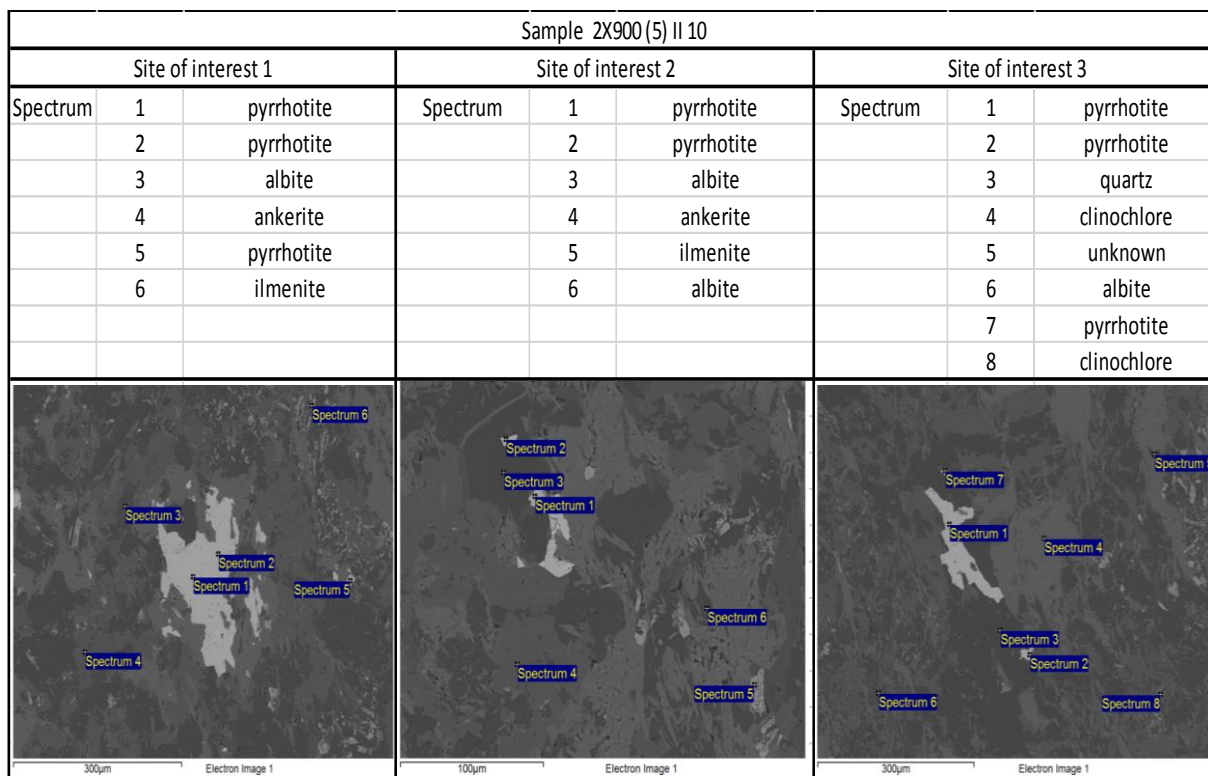 Sample 2X900 (5) II 10
Site of interest 1 Site of interest 2 Site of interest 3
Spectrum 1 pyrrhotite Spectrum 1 pyrrhotite Spectrum 1 pyrrhotite
2 pyrrhotite 2 pyrrhotite 2 pyrrhotite
3 albite 3 albite 3 quartz
4 ankerite 4 ankerite 4 clinochlore
5 pyrrhotite 5 ilmenite 5 unknown
6 ilmenite 6 albite 6 albite
7 pyrrhotite
8 clinochlore
Spectrum 6
Spectrum 3
Spectrum 2
Spectrum 1
Spectrum 5
Spectrum 4
300µm Electron Image 1
Spectrum 2
Spectrum 3
Spectrum 1
Spectrum 6
Spectrum 4
Spectrum 5
100µm Electron Image 1
Spectrum 5
Spectrum 7
Spectrum 1
Spectrum 4
Spectrum 3
Spectrum 2
Spectrum 6
Spectrum 8
300µm Electron Image 1